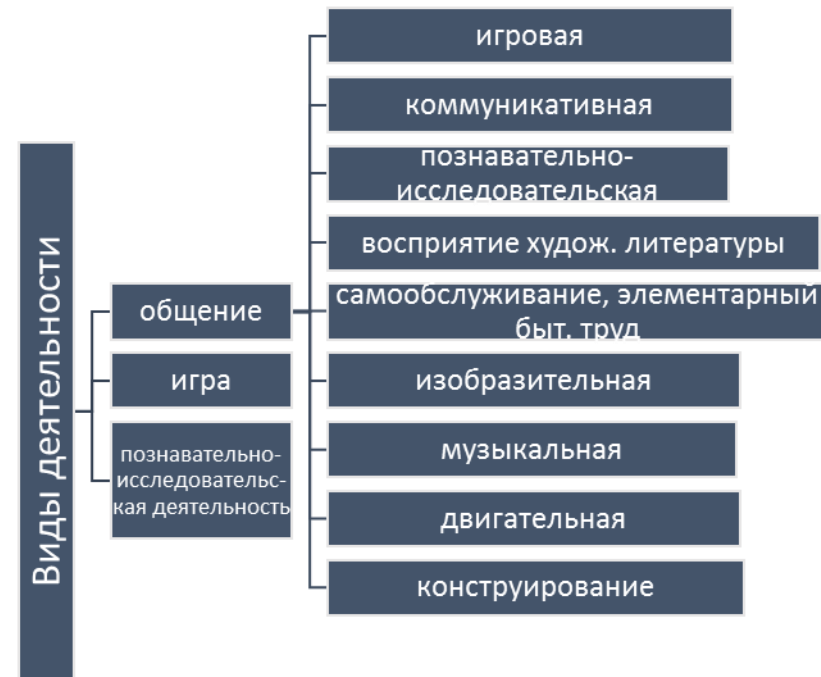 Виды деятельности
общение
игра
познавательно-
исследовательс-
кая деятельность
игровая
коммуникативная
познавательно-
исследовательская
восприятие худож. литературы
самообслуживание, элементарный
быт. труд
изобразительная
музыкальная
двигательная
конструирование